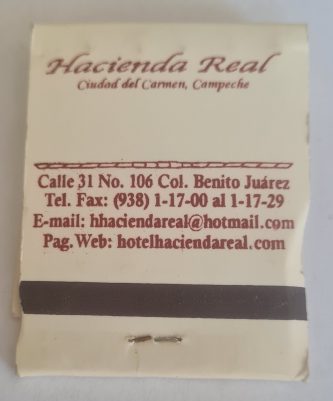 Hacienda Real
Ciudad del Carmen, Campeche
Calle 31 No. 106 Col. Benito Juárez
Tel. Fax: (938) 1-17-00 al 1-17-29
E-mail: hhaciendareal@hotmail.com
Pag. Web: hotelhaciendareal.com